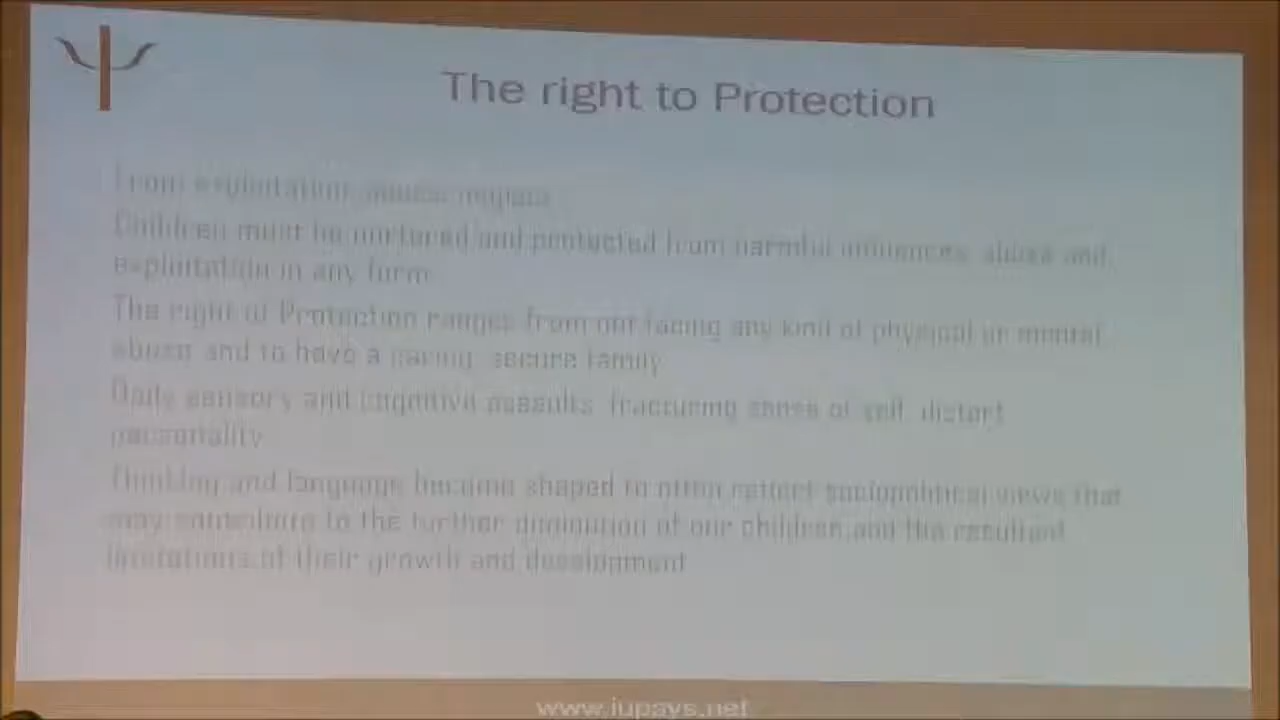 The right to Protection
From exploitation, abuse, neglect
Children must be nurtured and protected from harmful influences, abuse and
exploitation in any form
The right of Protection ranges from not facing any kind of physical or mental
abuse and to have a caring, secure family
Daily sensory and cognitive assaults, fracturing sense of self, distort
personality
Thinking and language become shaped to often reflect sociopolitical views that
may contribute to the further diminution of our children and the resultant
limitations of their growth and development
www.iupsys.net